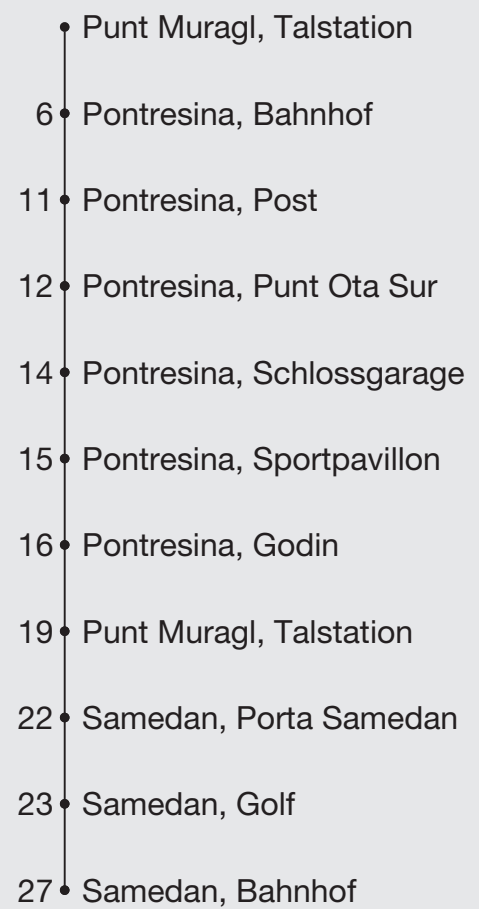 Punt Muragl, Talstation
6 Pontresina, Bahnhof
11 Pontresina, Post
12 Pontresina, Punt Ota Sur
14 Pontresina, Schlossgarage
15 Pontresina, Sportpavillon
16 Pontresina, Godin
19 Punt Muragl, Talstation
22 Samedan, Porta Samedan
23 Samedan, Golf
27 Samedan, Bahnhof